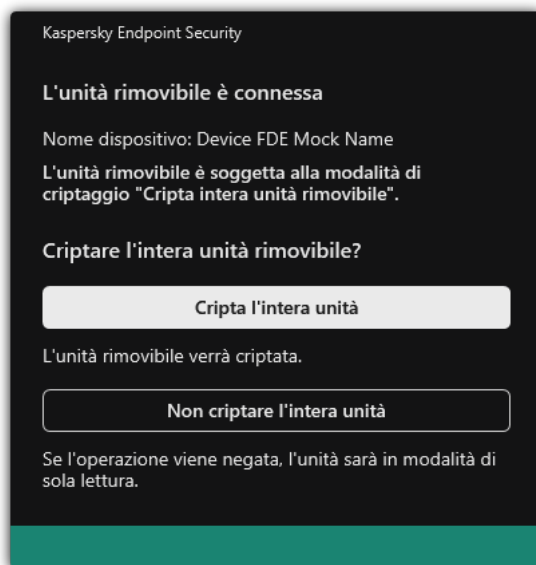 Kaspersky Endpoint Security
L'unità rimovibile è connessa
Nome dispositivo: Device FDE Mock Name
L'unità rimovibile è soggetta alla modalità di
criptaggio "Cripta intera unità rimovibile".
Criptare l'intera unità rimovibile?
Cripta l'intera unità
L'unità rimovibile verrà criptata.
Non criptare l'intera unità
Se l'operazione viene negata, l'unità sarà in modalità di
sola lettura.